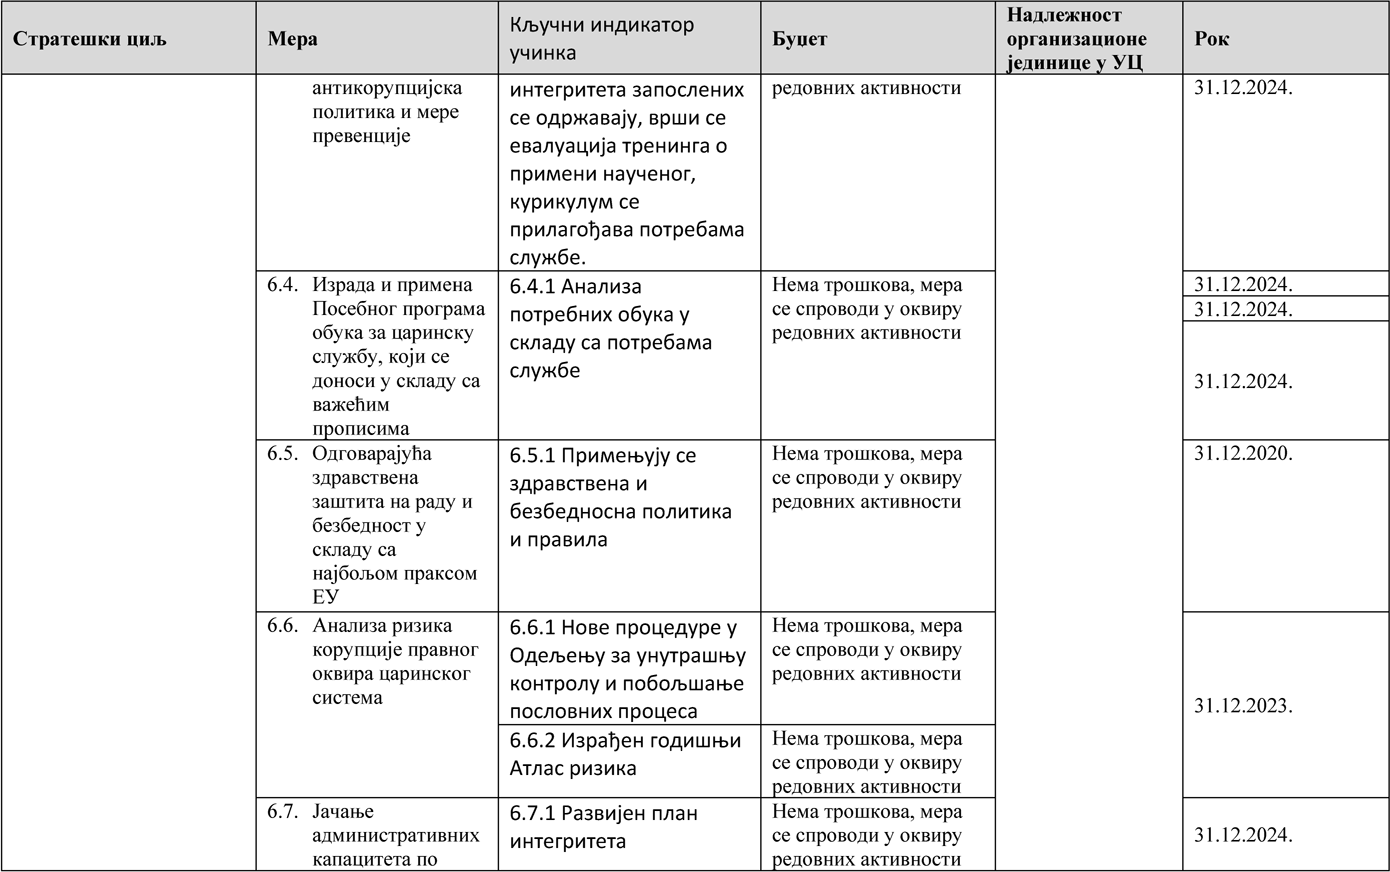 Стратешки циљ
Мера
Кључни индикатор
учинка
Буџет
Надлежност
организационе
јединице у УЦ
Рок
антикорупцијска
политика и мере
превенције
интегритета запослених
се одржавају, врши се
евалуација тренинга о
примени наученог,
курикулум се
прилагођава потребама
службе.
редовних активности
31.12.2024.
6.4. Израда и примена
Посебног програма
обука за царинску
службу, који се
доноси у складу са
важећим
прописима
6.4.1 Анализа
потребних обука у
складу са потребама
службе
Нема трошкова, мера
се спроводи у оквиру
редовних активности
31.12.2024.
31.12.2024.
31.12.2024.
6.5. Одговарајућа
здравствена
заштита на раду и
безбедност у
складу са
најбољом праксом
ЕУ
6.5.1 Примењују се
здравствена и
безбедносна политика
и правила
Нема трошкова, мера
се спроводи у оквиру
редовних активности
31.12.2020.
6.6. Анализа ризика
корупције правног
оквира царинског
система
6.6.1 Нове процедуре у
Одељењу за унутрашњу
контролу и побољшање
пословних процеса
Нема трошкова, мера
се спроводи у оквиру
редовних активности
31.12.2023.
6.6.2 Израђен годишњи
Атлас ризика
Нема трошкова, мера
се спроводи у оквиру
редовних активности
6.7. Јачање
административних
капацитета по
6.7.1 Развијен план
интегритета
Нема трошкова, мера
се спроводи у оквиру
редовних активности
31.12.2024.